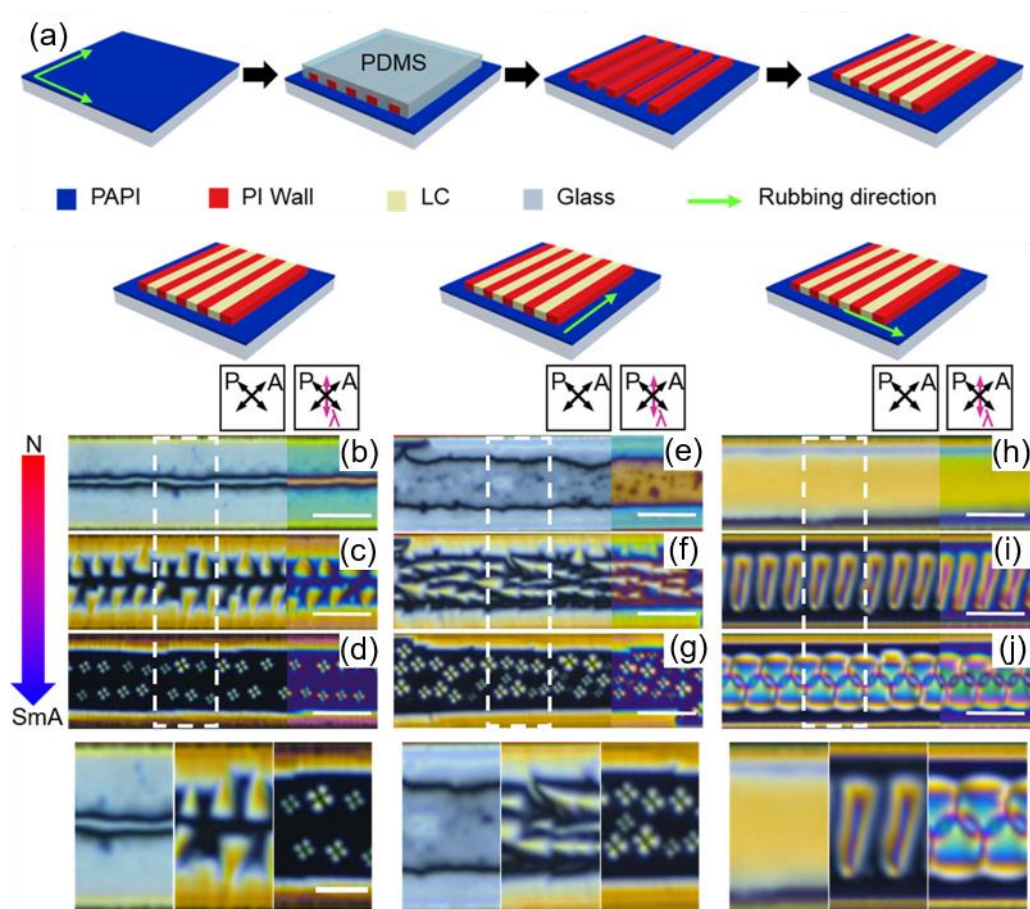 (a)
PDMS
PAPI PI Wall LC Glass Rubbing direction
P A P A λ P A P A λ P A P A λ
N
(b) (e) (h)
(c) (f) (i)
(d) (g) (j)
SmA